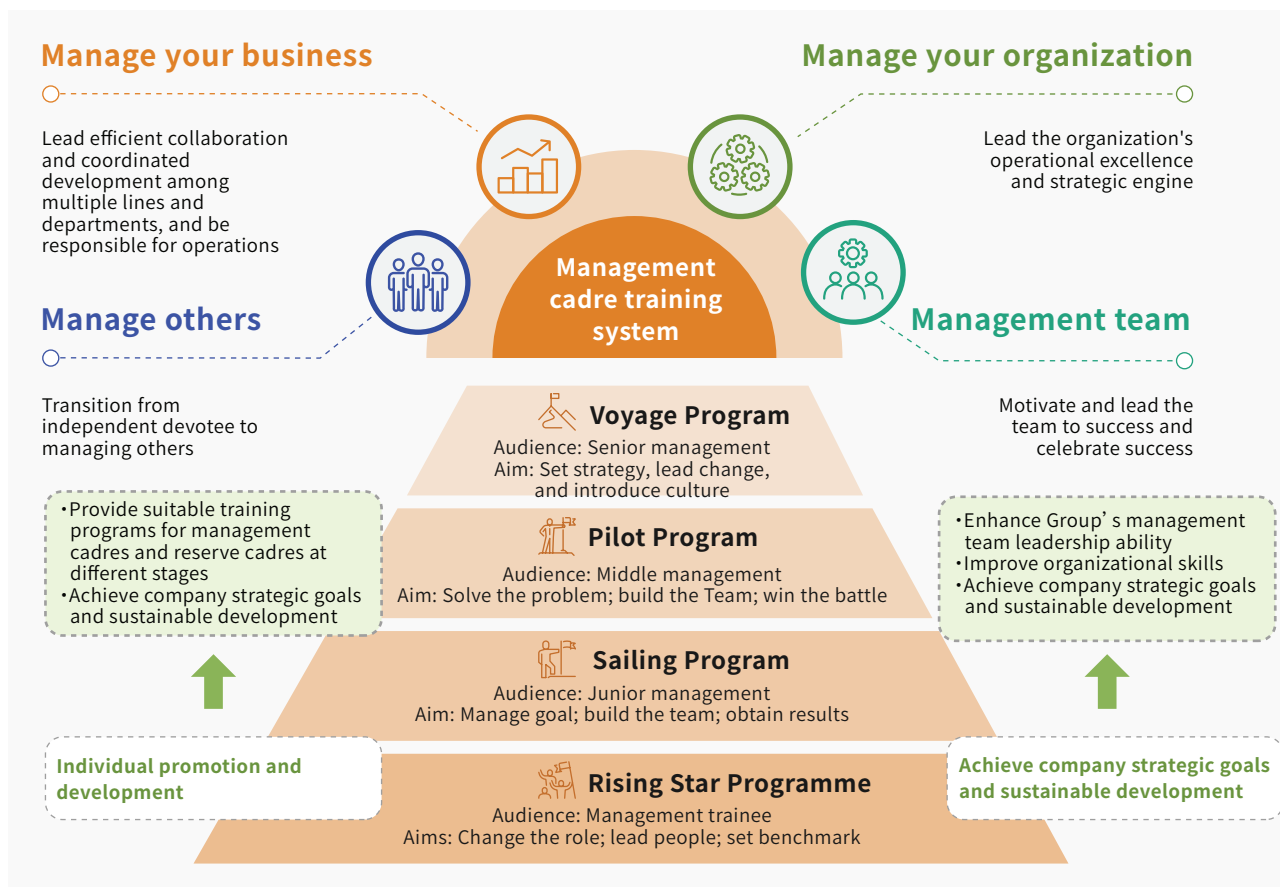 Manage your business
Lead efficient collaboration
and coordinated
development among
multiple lines and
departments, and be
responsible for operations
Manage your organization
Lead the organization's
operational excellence
and strategic engine
Management
cadre training
system
Manage others
Transition from
independent devotee to
managing others
Management team
Motivate and lead the
team to success and
celebrate success
Voyage Program
Audience: Senior management
Aim: Set strategy, lead change,
and introduce culture
Pilot Program
Audience: Middle management
Aim: Solve the problem; build the Team; win the battle
Sailing Program
Audience: Junior management
Aim: Manage goal; build the team; obtain results
Rising Star Programme
Audience: Management trainee
Aims: Change the role; lead people; set benchmark
·Provide suitable training
programs for management
cadres and reserve cadres at
different stages
·Achieve company strategic goals
and sustainable development
Individual promotion and
development
·Enhance Group’s management
team leadership ability
·Improve organizational skills
·Achieve company strategic goals
and sustainable development
Achieve company strategic goals
and sustainable development